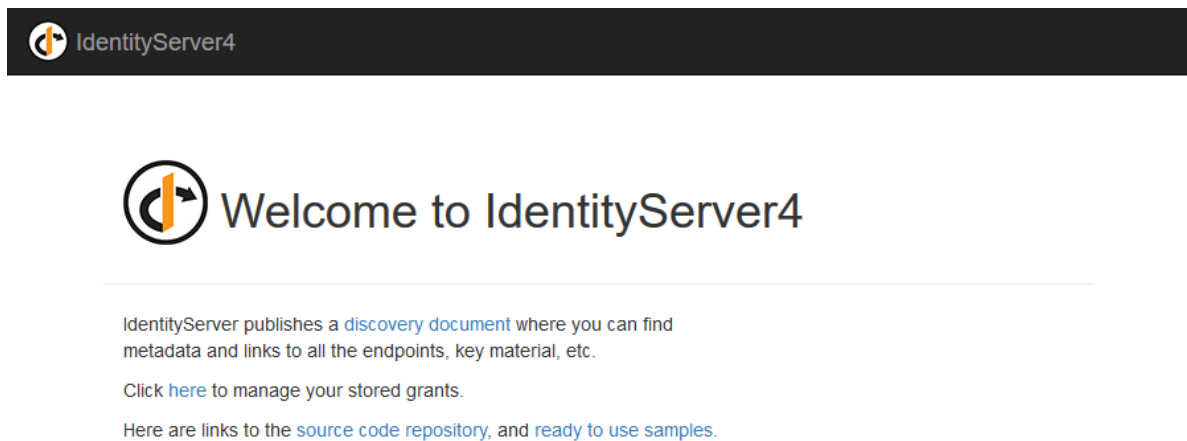 IdentityServer4
Welcome to IdentityServer4
IdentityServer publishes a discovery document where you can find
metadata and links to all the endpoints, key material, etc.
Click here to manage your stored grants.
Here are links to the source code repository, and ready to use samples.